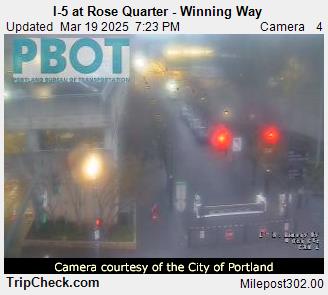 I-5 at Rose Quarter - Winning Way
Updated Mar 19 2025 7:23 PM Camera 4
PBOT
PORTLAND BUREAU OF TRANSPORTATION
Camera courtesy of the City of Portland
TripCheck.com Milepost302.00